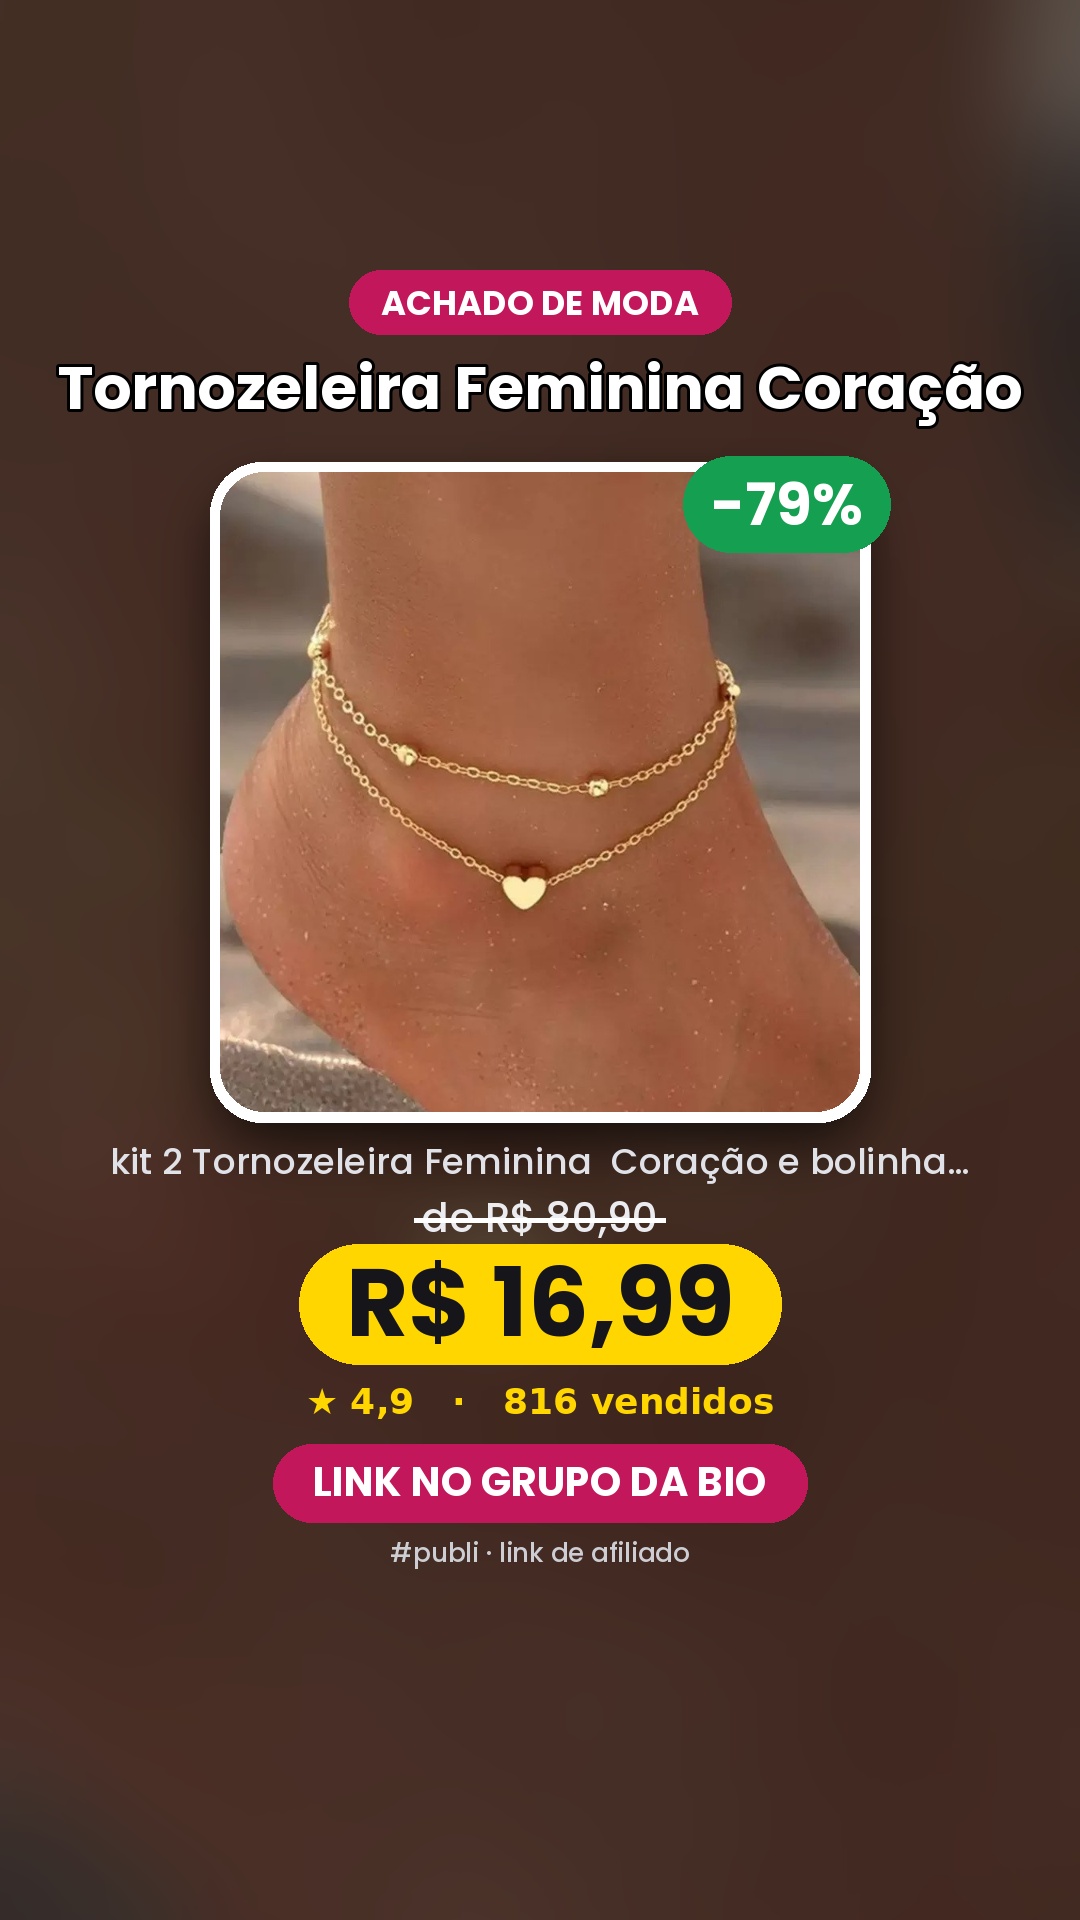 ACHADO DE MODA
Tornozeleira Feminina Coração
-79%
kit 2 Tornozeleira Feminina  Coração e bolinha...
de R$ 80,90
R$ 16,99
★ 4,9 · 816 vendidos
LINK NO GRUPO DA BIO
#publi · link de afiliado